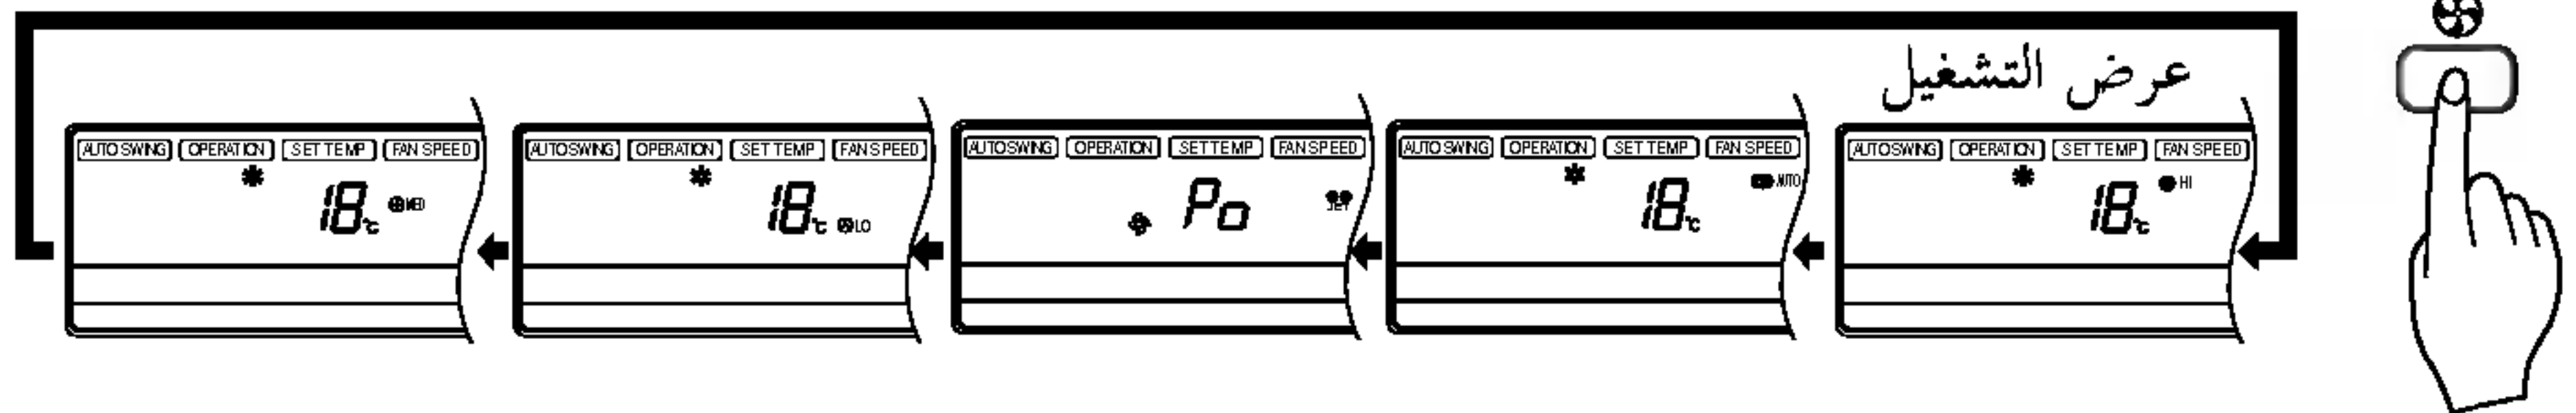 عرض التشغيل
AUTO SWING OPERATION SET TEMP FAN SPEED
HI
18°C
AUTO SWING OPERATION SET TEMP FAN SPEED
AUTO
18°C
AUTO SWING OPERATION SET TEMP FAN SPEED
Po
JET
AUTO SWING OPERATION SET TEMP FAN SPEED
18°C LO
AUTO SWING OPERATION SET TEMP FAN SPEED
18°C MED